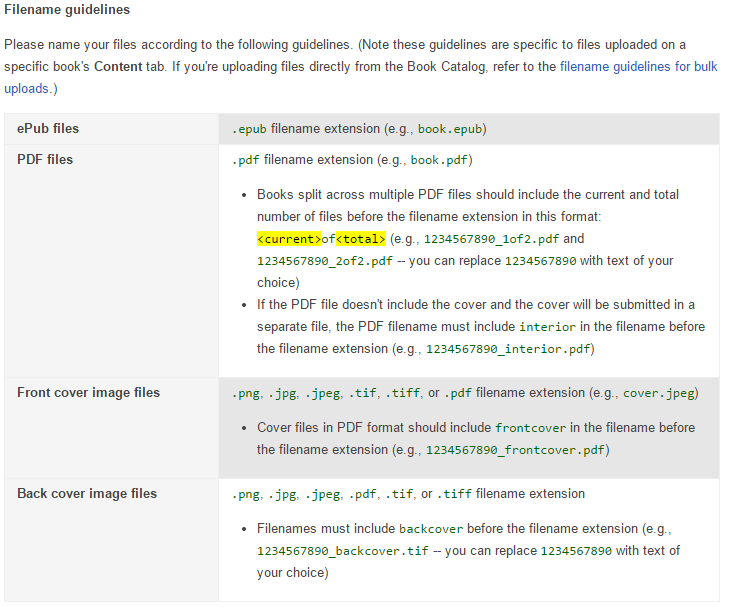 Filename guidelines
Please name your files according to the following guidelines. (Note these guidelines are specific to files uploaded on a
specific book's Content tab. If you're uploading files directly from the Book Catalog, refer to the filename guidelines for bulk
uploads.)
ePub files
.epub filename extension (e.g., book.epub)
PDF files
.pdf filename extension (e.g., book.pdf)
• Books split across multiple PDF files should include the current and total
number of files before the filename extension in this format:
<current>of<total> (e.g., 1234567890_1of2.pdf and
1234567890_2of2.pdf -- you can replace 1234567890 with text of your
choice)
• If the PDF file doesn't include the cover and the cover will be submitted in a
separate file, the PDF filename must include interior in the filename before
the filename extension (e.g., 1234567890_interior.pdf)
Front cover image files
.png, .jpg, .jpeg, .tif, .tiff, or .pdf filename extension (e.g., cover.jpeg)
• Cover files in PDF format should include frontcover in the filename before
the filename extension (e.g., 1234567890_frontcover.pdf)
Back cover image files
.png, .jpg, .jpeg, .pdf, .tif, or .tiff filename extension
• Filenames must include backcover before the filename extension (e.g.,
1234567890_backcover.tif -- you can replace 1234567890 with text of
your choice)